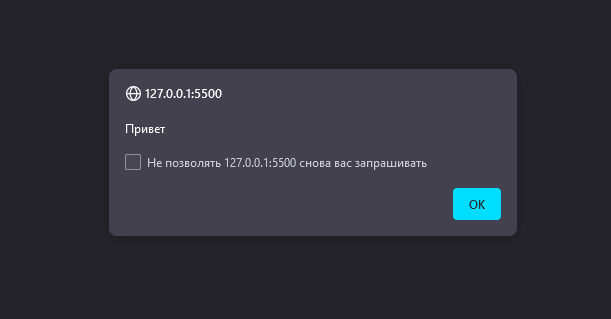 127.0.0.1:5500
Привет
Не позволять 127.0.0.1:5500 снова вас запрашивать
OK